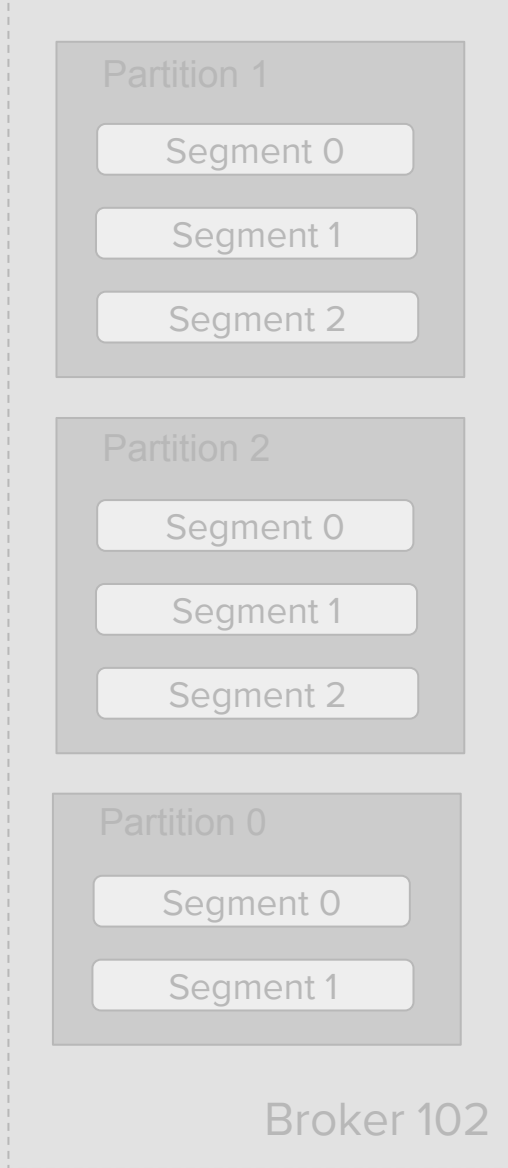 Partition 1
Segment 0
Segment 1
Segment 2
Partition 2
Segment 0
Segment 1
Segment 2
Partition 0
Segment 0
Segment 1
Broker 102